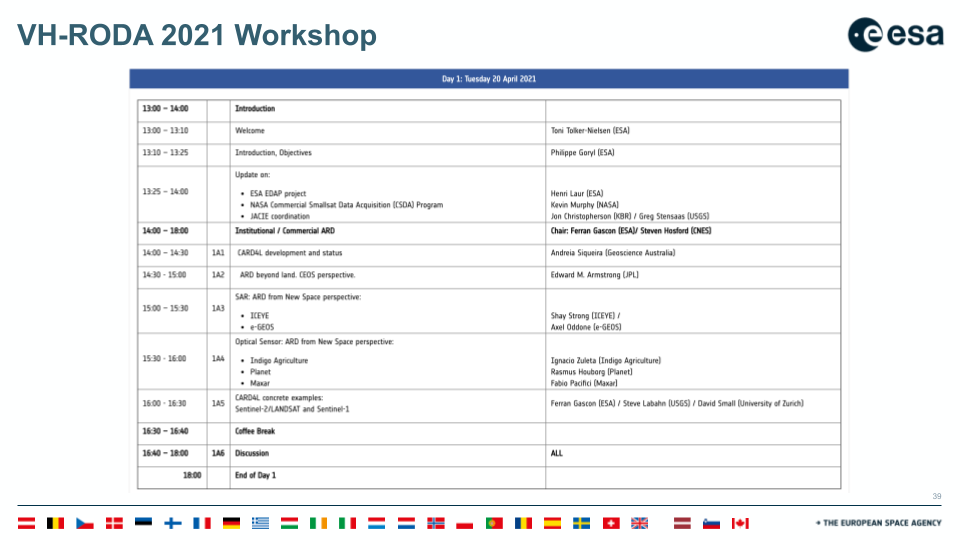 VH-RODA 2021 Workshop
esa
Day 1: Tuesday 20 April 2021
13:00 – 14:00 Introduction
13:00 – 13:10 Welcome Toni Tolker-Nielsen (ESA)
13:10 – 13:25 Introduction, Objectives Philippe Goryl (ESA)
Update on:
13:25 – 14:00 • ESA EDAP project Henri Laur (ESA)
• NASA Commercial Smallsat Data Acquisition (CSDA) Program Kevin Murphy (NASA)
• JACIE coordination Jon Christopherson (KBR) / Greg Stensaas (USGS)
14:00 – 18:00 Institutional / Commercial ARD Chair: Ferran Gascon (ESA)/ Steven Hosford (CNES)
14:00 – 14:30 1A1 CARD4L development and status Andreia Siqueira (Geoscience Australia)
14:30 - 15:00 1A2 ARD beyond land. CEOS perspective. Edward M. Armstrong (JPL)
SAR: ARD from New Space perspective:
15:00 – 15:30 1A3 • ICEYE Shay Strong (ICEYE) /
• e-GEOS Axel Oddone (e-GEOS)
Optical Sensor: ARD from New Space perspective:
15:30 - 16:00 1A4 • Indigo Agriculture Ignacio Zuleta (Indigo Agriculture)
• Planet Rasmus Houborg (Planet)
• Maxar Fabio Pacifici (Maxar)
CARD4L concrete examples:
16:00 - 16:30 1A5 Sentinel-2/LANDSAT and Sentinel-1 Ferran Gascon (ESA) / Steve Labahn (USGS) / David Small (University of Zurich)
16:30 – 16:40 Coffee Break
16:40 – 18:00 1A6 Discussion ALL
18:00 End of Day 1
39
→ THE EUROPEAN SPACE AGENCY